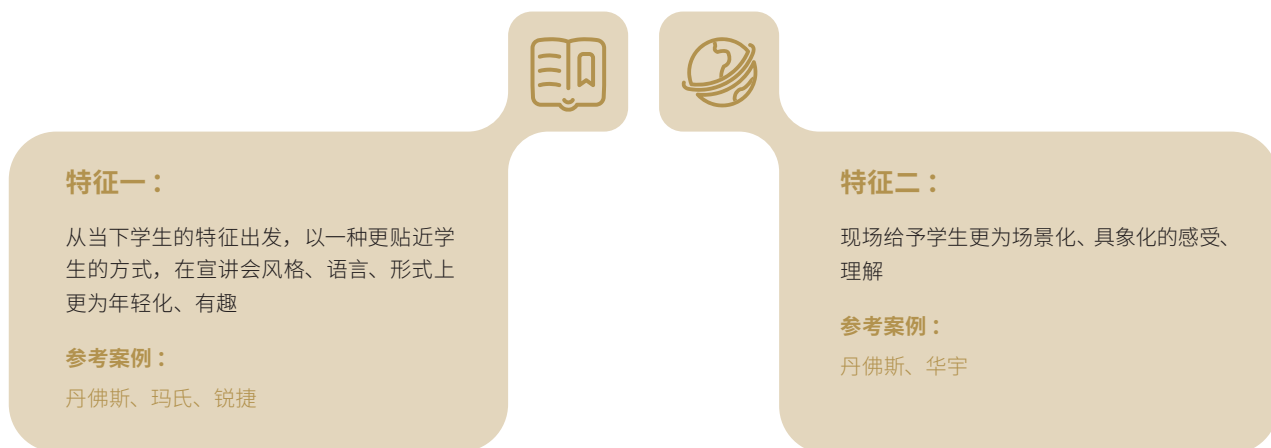 特征一：
从当下学生的特征出发，以一种更贴近学
生的方式，在宣讲会风格、语言、形式上
更为年轻化、有趣
参考案例：
丹佛斯、玛氏、锐捷
特征二：
现场给予学生更为场景化、具象化的感受、
理解
参考案例：
丹佛斯、华宇